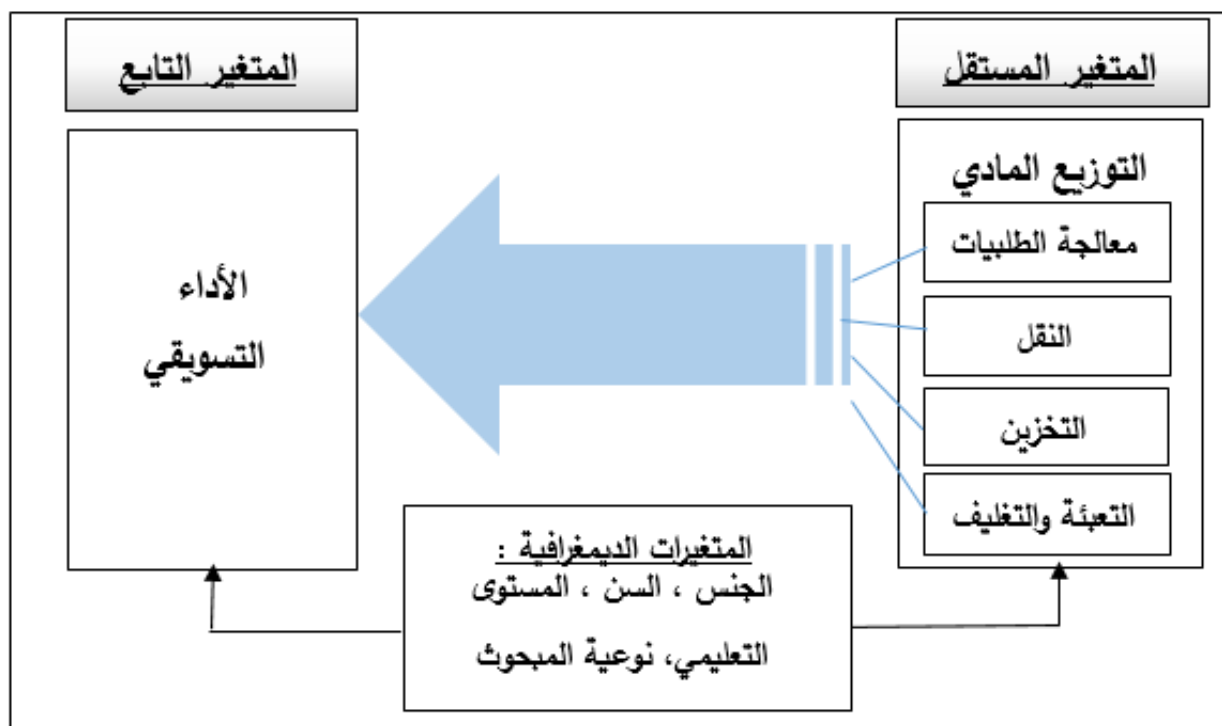 المتغير المستقل
المتغير التابع
التوزيع المادي
معالجة الطلبيات
النقل
التخزين
التعبئة والتغليف
الأداء
التسويقي
المتغيرات الديمغرافية :
الجنس ، السن ، المستوى
التعليمي، نوعية المبحوث